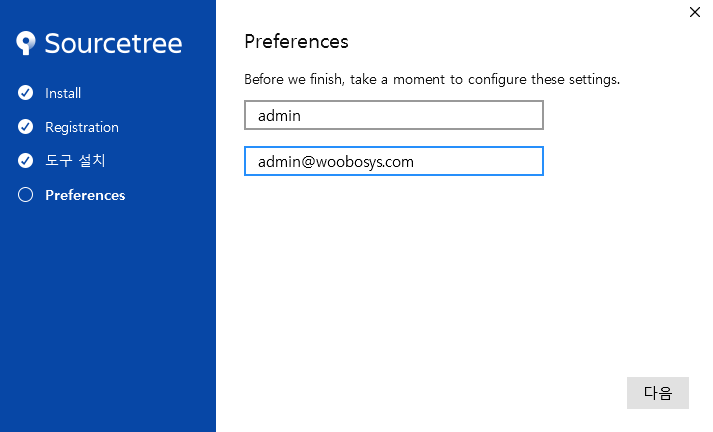 Sourcetree
Install
Registration
도구 설치
Preferences
Preferences
Before we finish, take a moment to configure these settings.
admin
admin@woobosys.com
다음